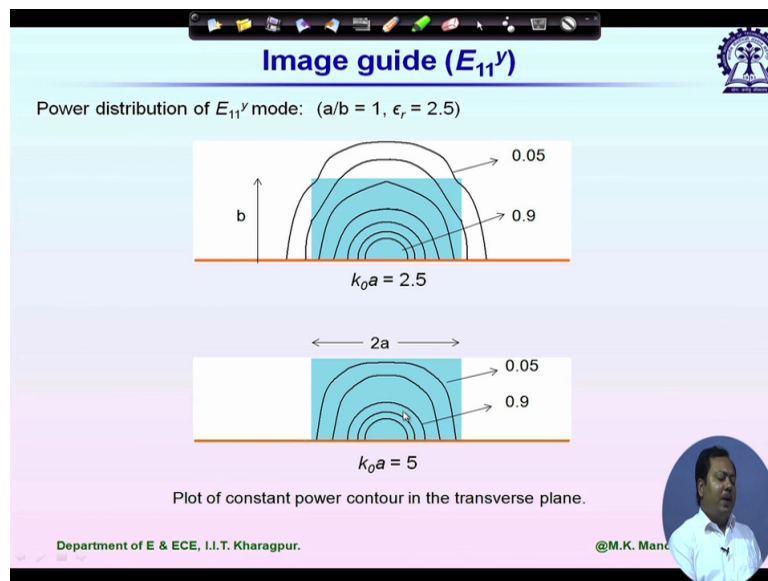 Image guide (E₁₁ʸ)
Power distribution of E₁₁ʸ mode: (a/b = 1, ϵᵣ = 2.5)
0.05
b
0.9
k₀a = 2.5
2a
0.05
0.9
k₀a = 5
Plot of constant power contour in the transverse plane.
Department of E & ECE, I.I.T. Kharagpur.
@M.K.